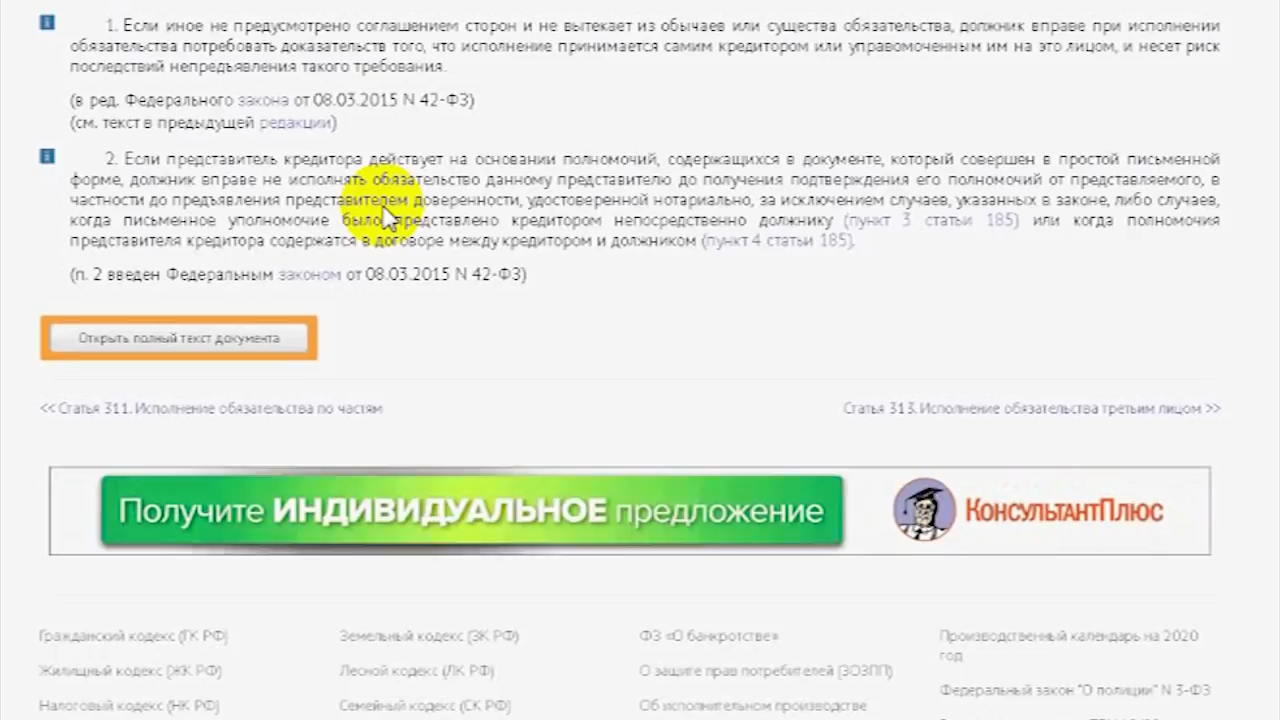 1. Если иное не предусмотрено соглашением сторон и не вытекает из обычаев или существа обязательства, должник вправе при исполнении
обязательства потребовать доказательств того, что исполнение принимается самим кредитором или управомоченным им на это лицом, и несет риск
последствий непредъявления такого требования.
(в ред. Федерального закона от 08.03.2015 N 42-ФЗ)
(см. текст в предыдущей редакции)
2. Если представитель кредитора действует на основании полномочий, содержащихся в документе, который совершен в простой письменной
форме, должник вправе не исполнять обязательство данному представителю до получения подтверждения его полномочий от представляемого, в
частности до предъявления представителем доверенности, удостоверенной нотариально, за исключением случаев, указанных в законе, либо случаев,
когда письменное уполномочие было представлено кредитором непосредственно должнику (пункт 3 статьи 185) или когда полномочия
представителя кредитора содержатся в договоре между кредитором и должником (пункт 4 статьи 185).
(п. 2 введен Федеральным законом от 08.03.2015 N 42-ФЗ)
Открыть полный текст документа
<< Статья 311. Исполнение обязательства по частям
Статья 313. Исполнение обязательства третьим лицом >>
Получите ИНДИВИДУАЛЬНОЕ предложение
КонсультантПлюс
Гражданский кодекс (ГК РФ)
Жилищный кодекс (ЖК РФ)
Налоговый кодекс (НК РФ)
Земельный кодекс (ЗК РФ)
Лесной кодекс (ЛК РФ)
Семейный кодекс (СК РФ)
ФЗ «О банкротстве»
О защите прав потребителей (ЗОЗПП)
Об исполнительном производстве
Производственный календарь на 2020
год
Федеральный закон "О полиции" N 3-ФЗ